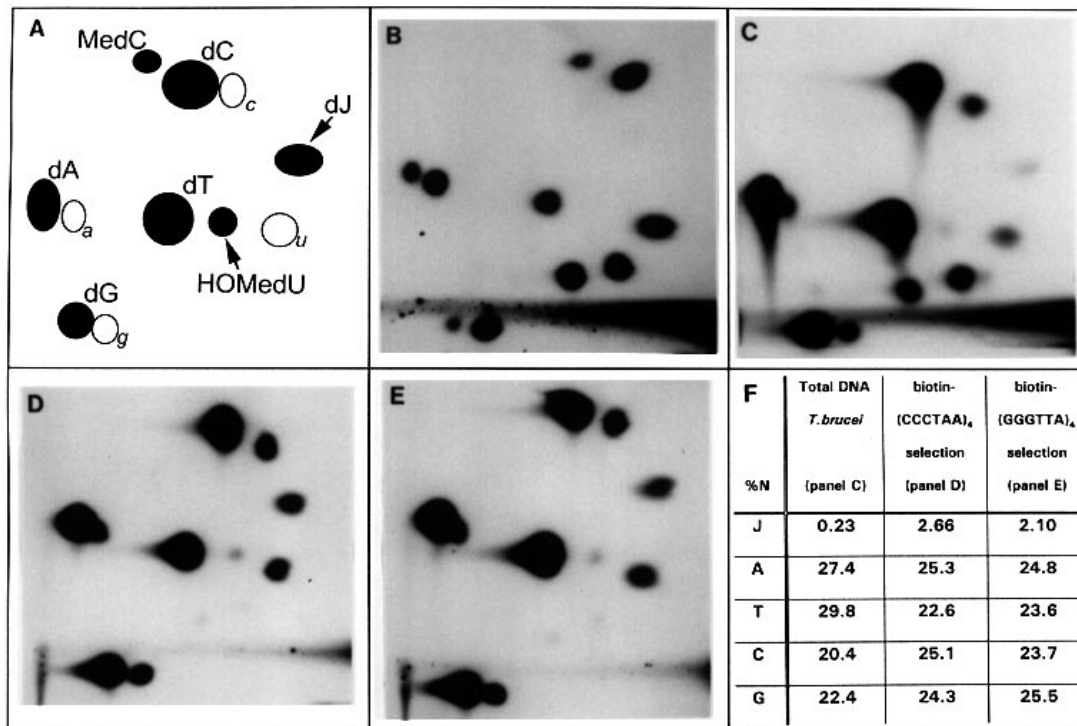 A
MedC
dC
c
dJ
dA
a
dT
u
HOMedU
dG
g
B
C
D
E
F
Total DNA biotin- biotin-
T.brucei (CCCTAA)₄ (GGGTTA)₄
selection selection
%N (panel C) (panel D) (panel E)
J 0.23 2.66 2.10
A 27.4 25.3 24.8
T 29.8 22.6 23.6
C 20.4 25.1 23.7
G 22.4 24.3 25.5